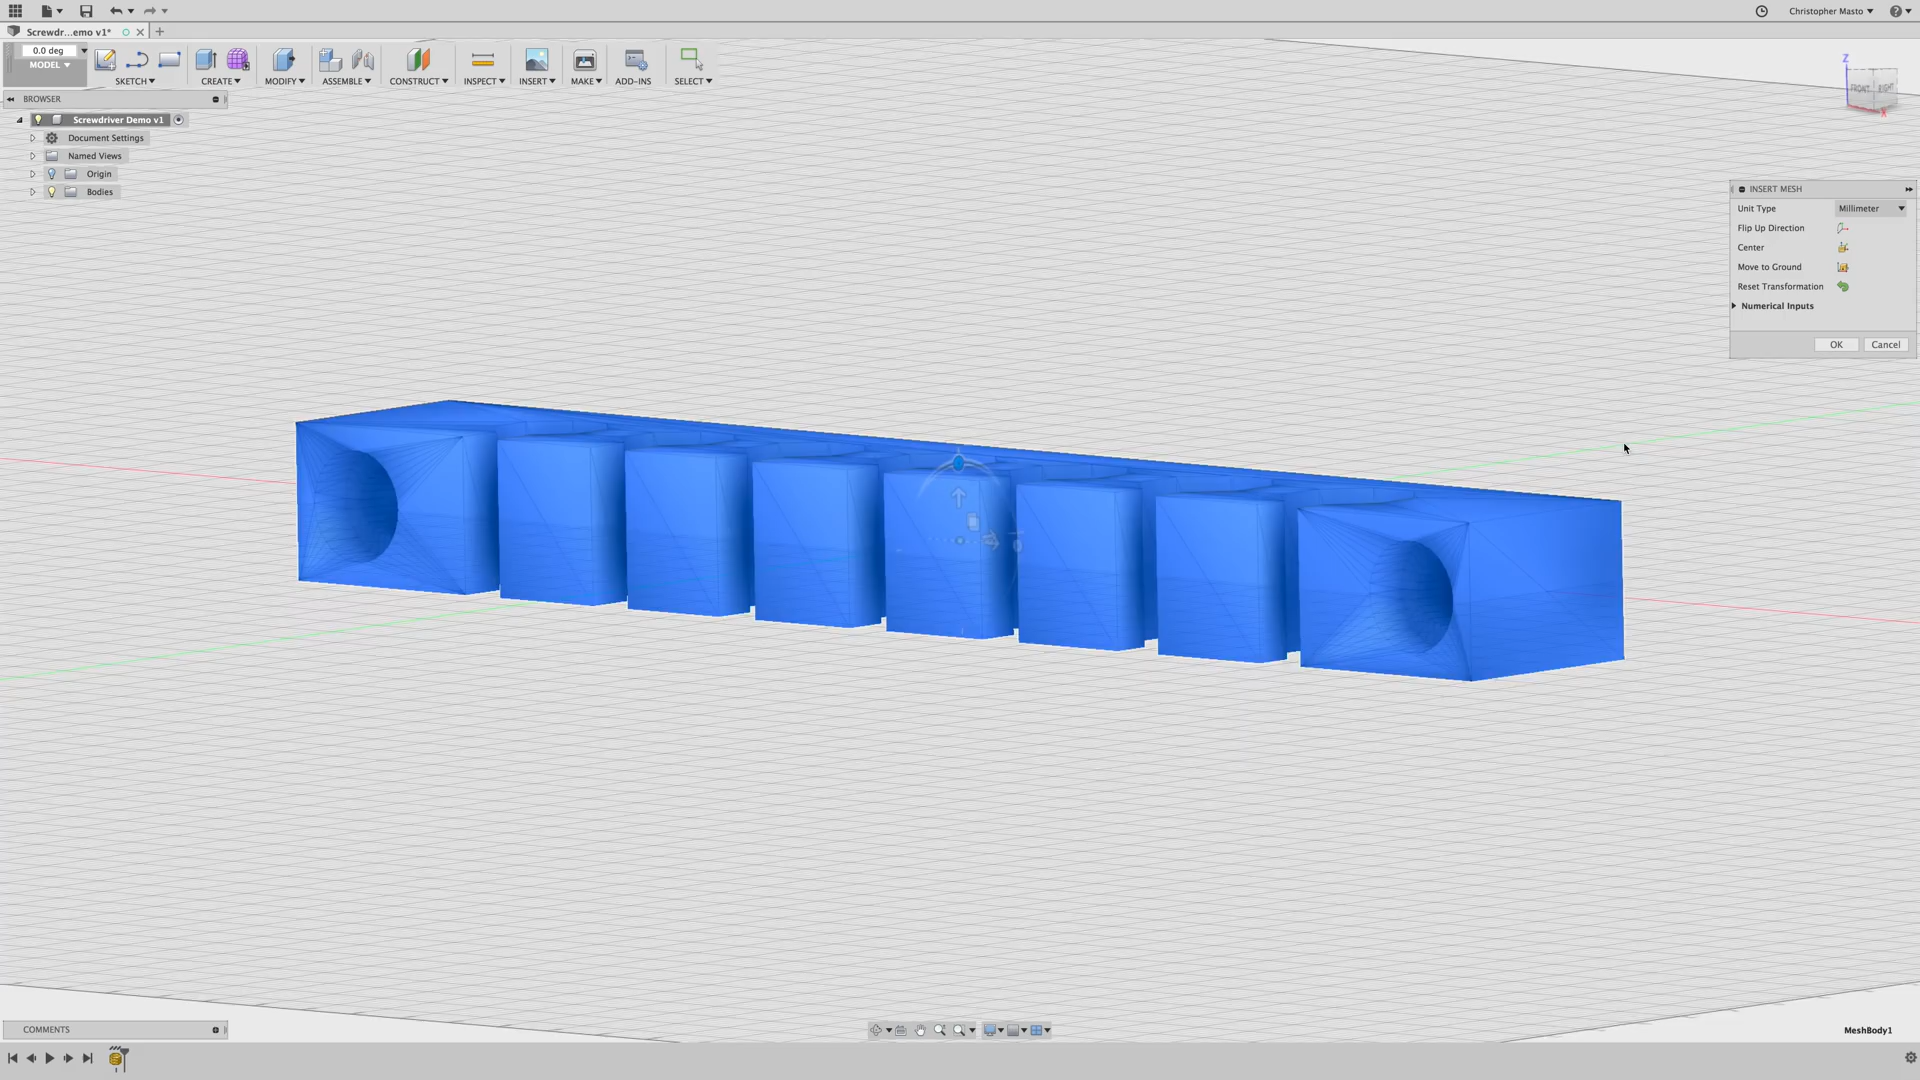 Christopher Masto
Screwdr...emo v1*
0.0 deg
MODEL
SKETCH
CREATE
MODIFY
ASSEMBLE
CONSTRUCT
INSPECT
INSERT
MAKE
ADD-INS
SELECT
Z
FRONT
RIGHT
X
BROWSER
Screwdriver Demo v1
Document Settings
Named Views
Origin
Bodies
INSERT MESH
Unit Type
Millimeter
Flip Up Direction
Center
Move to Ground
Reset Transformation
Numerical Inputs
OK
Cancel
COMMENTS
MeshBody1